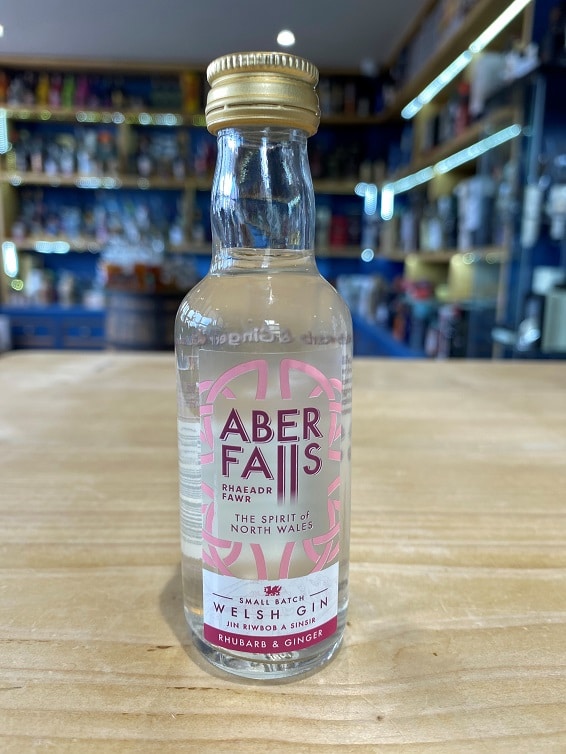 ABER
FALLS
RHAEADR
FAWR
THE SPIRIT of
NORTH WALES
SMALL BATCH
WELSH GIN
JIN RIWBOB A SINSIR
RHUBARB & GINGER